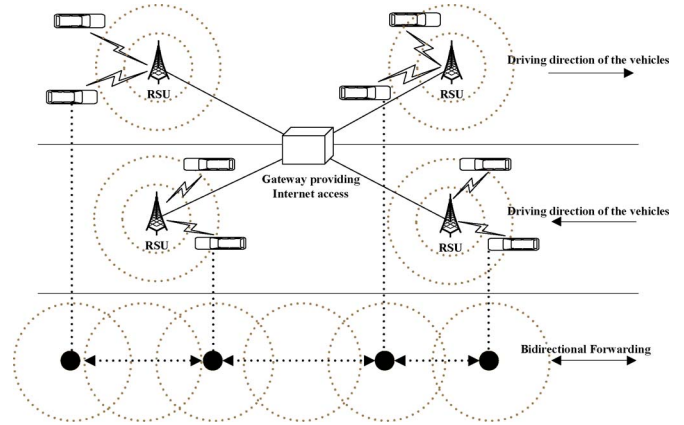 Driving direction of the vehicles
RSU
RSU
Gateway providing
Internet access
Driving direction of the vehicles
RSU
RSU
Bidirectional Forwarding